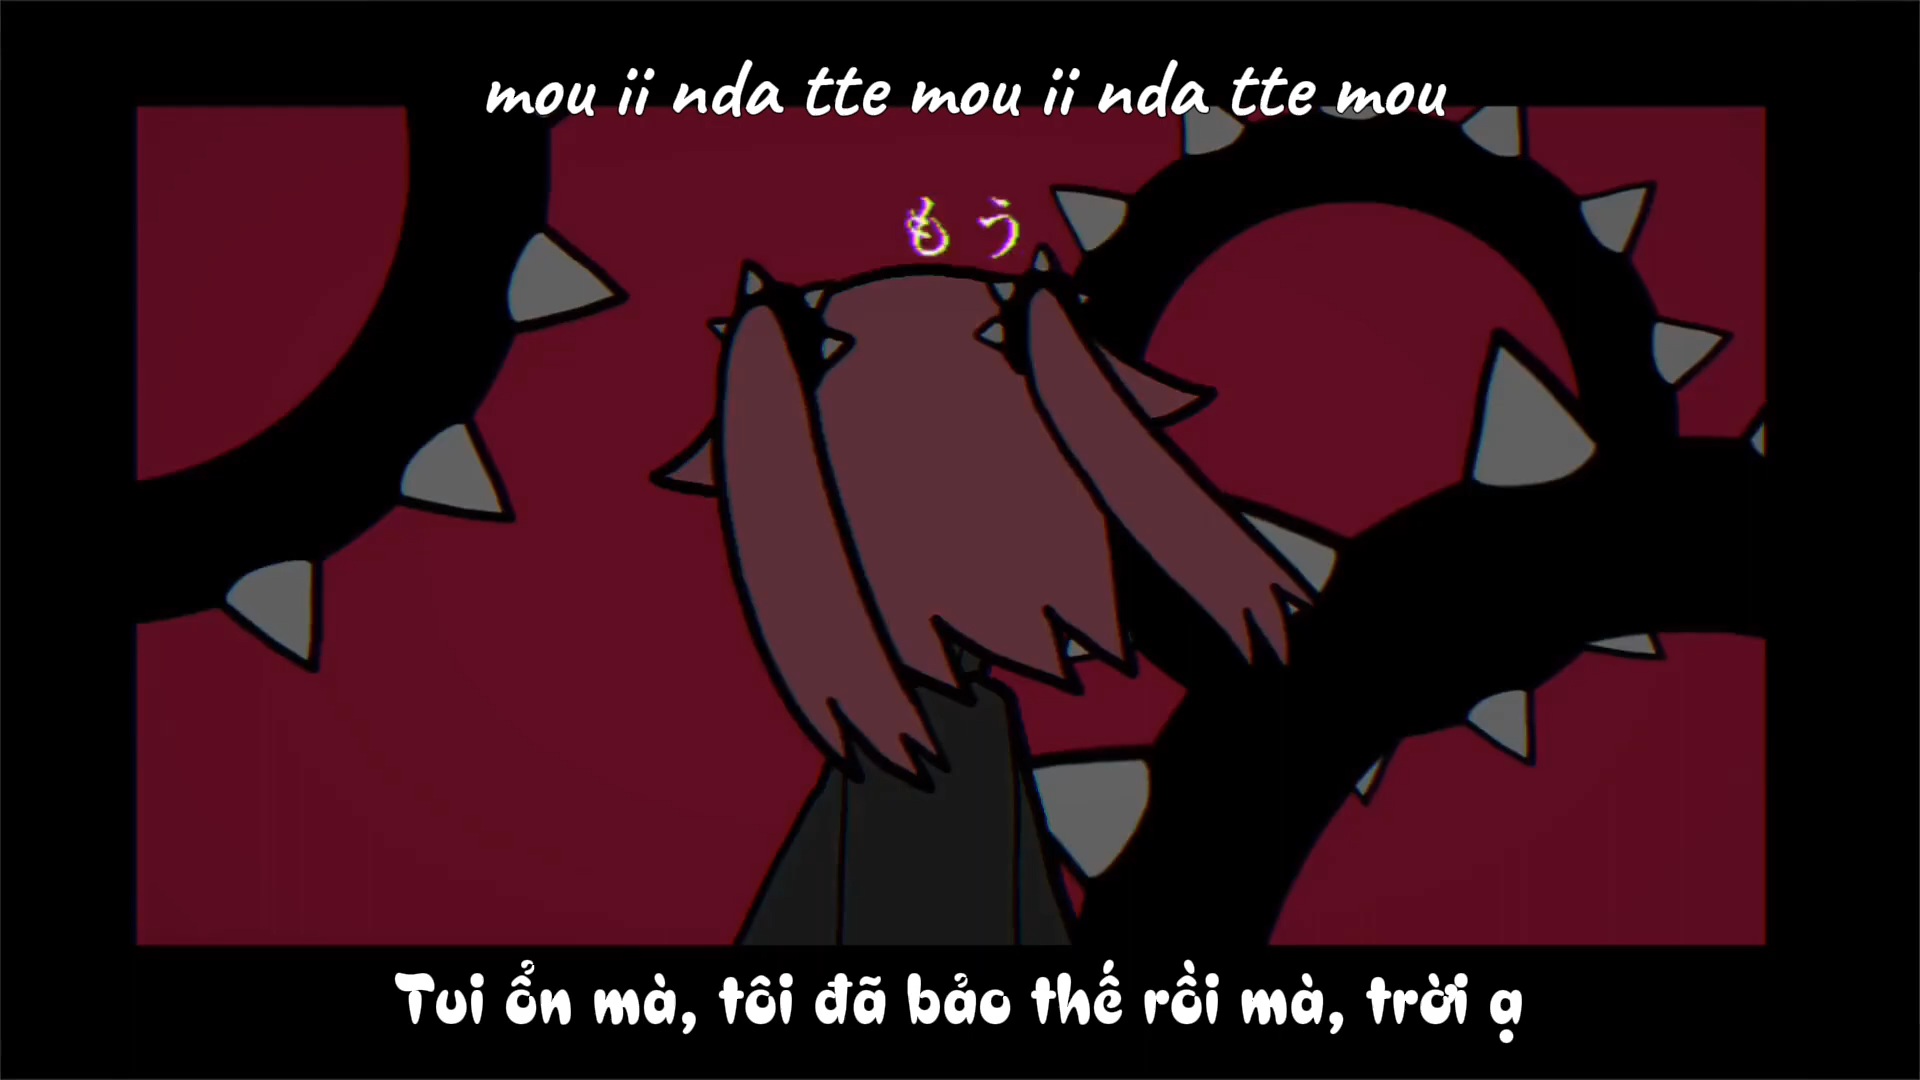 mou ii nda tte mou ii nda tte mou
もう
Tui ổn mà, tôi đã bảo thế rồi mà, trời ạ